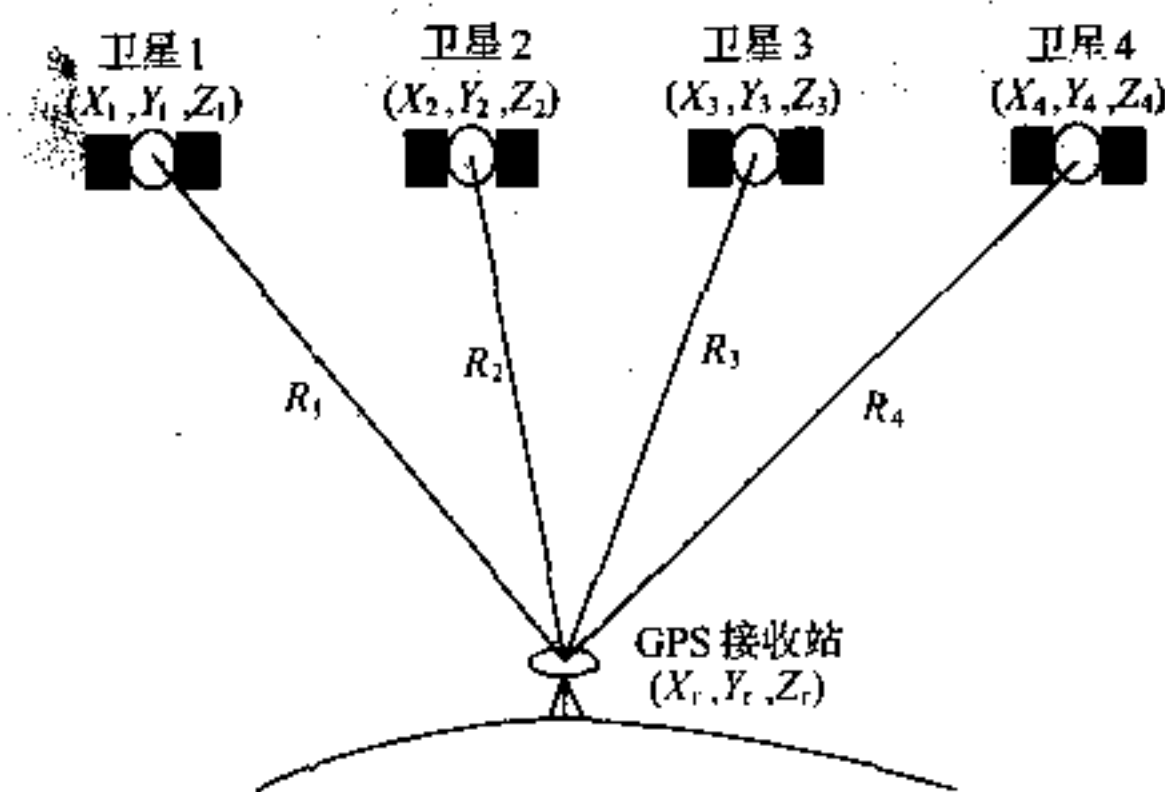 卫星1
(X₁,Y₁,Z₁)
卫星2
(X₂,Y₂,Z₂)
卫星3
(X₃,Y₃,Z₃)
卫星4
(X₄,Y₄,Z₄)
R₁
R₂
R₃
R₄
GPS接收站
(Xᵣ,Yᵣ,Zᵣ)